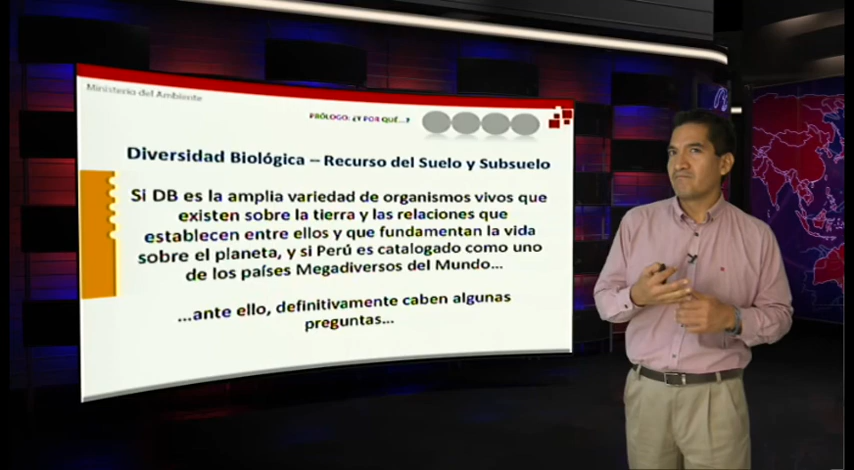 Ministerio del Ambiente
PRÓLOGO: ¿Y POR QUÉ...?
Diversidad Biológica – Recurso del Suelo y Subsuelo
Si DB es la amplia variedad de organismos vivos que
existen sobre la tierra y las relaciones que
establecen entre ellos y que fundamentan la vida
sobre el planeta, y si Perú es catalogado como uno
de los países Megadiversos del Mundo...
...ante ello, definitivamente caben algunas
preguntas...